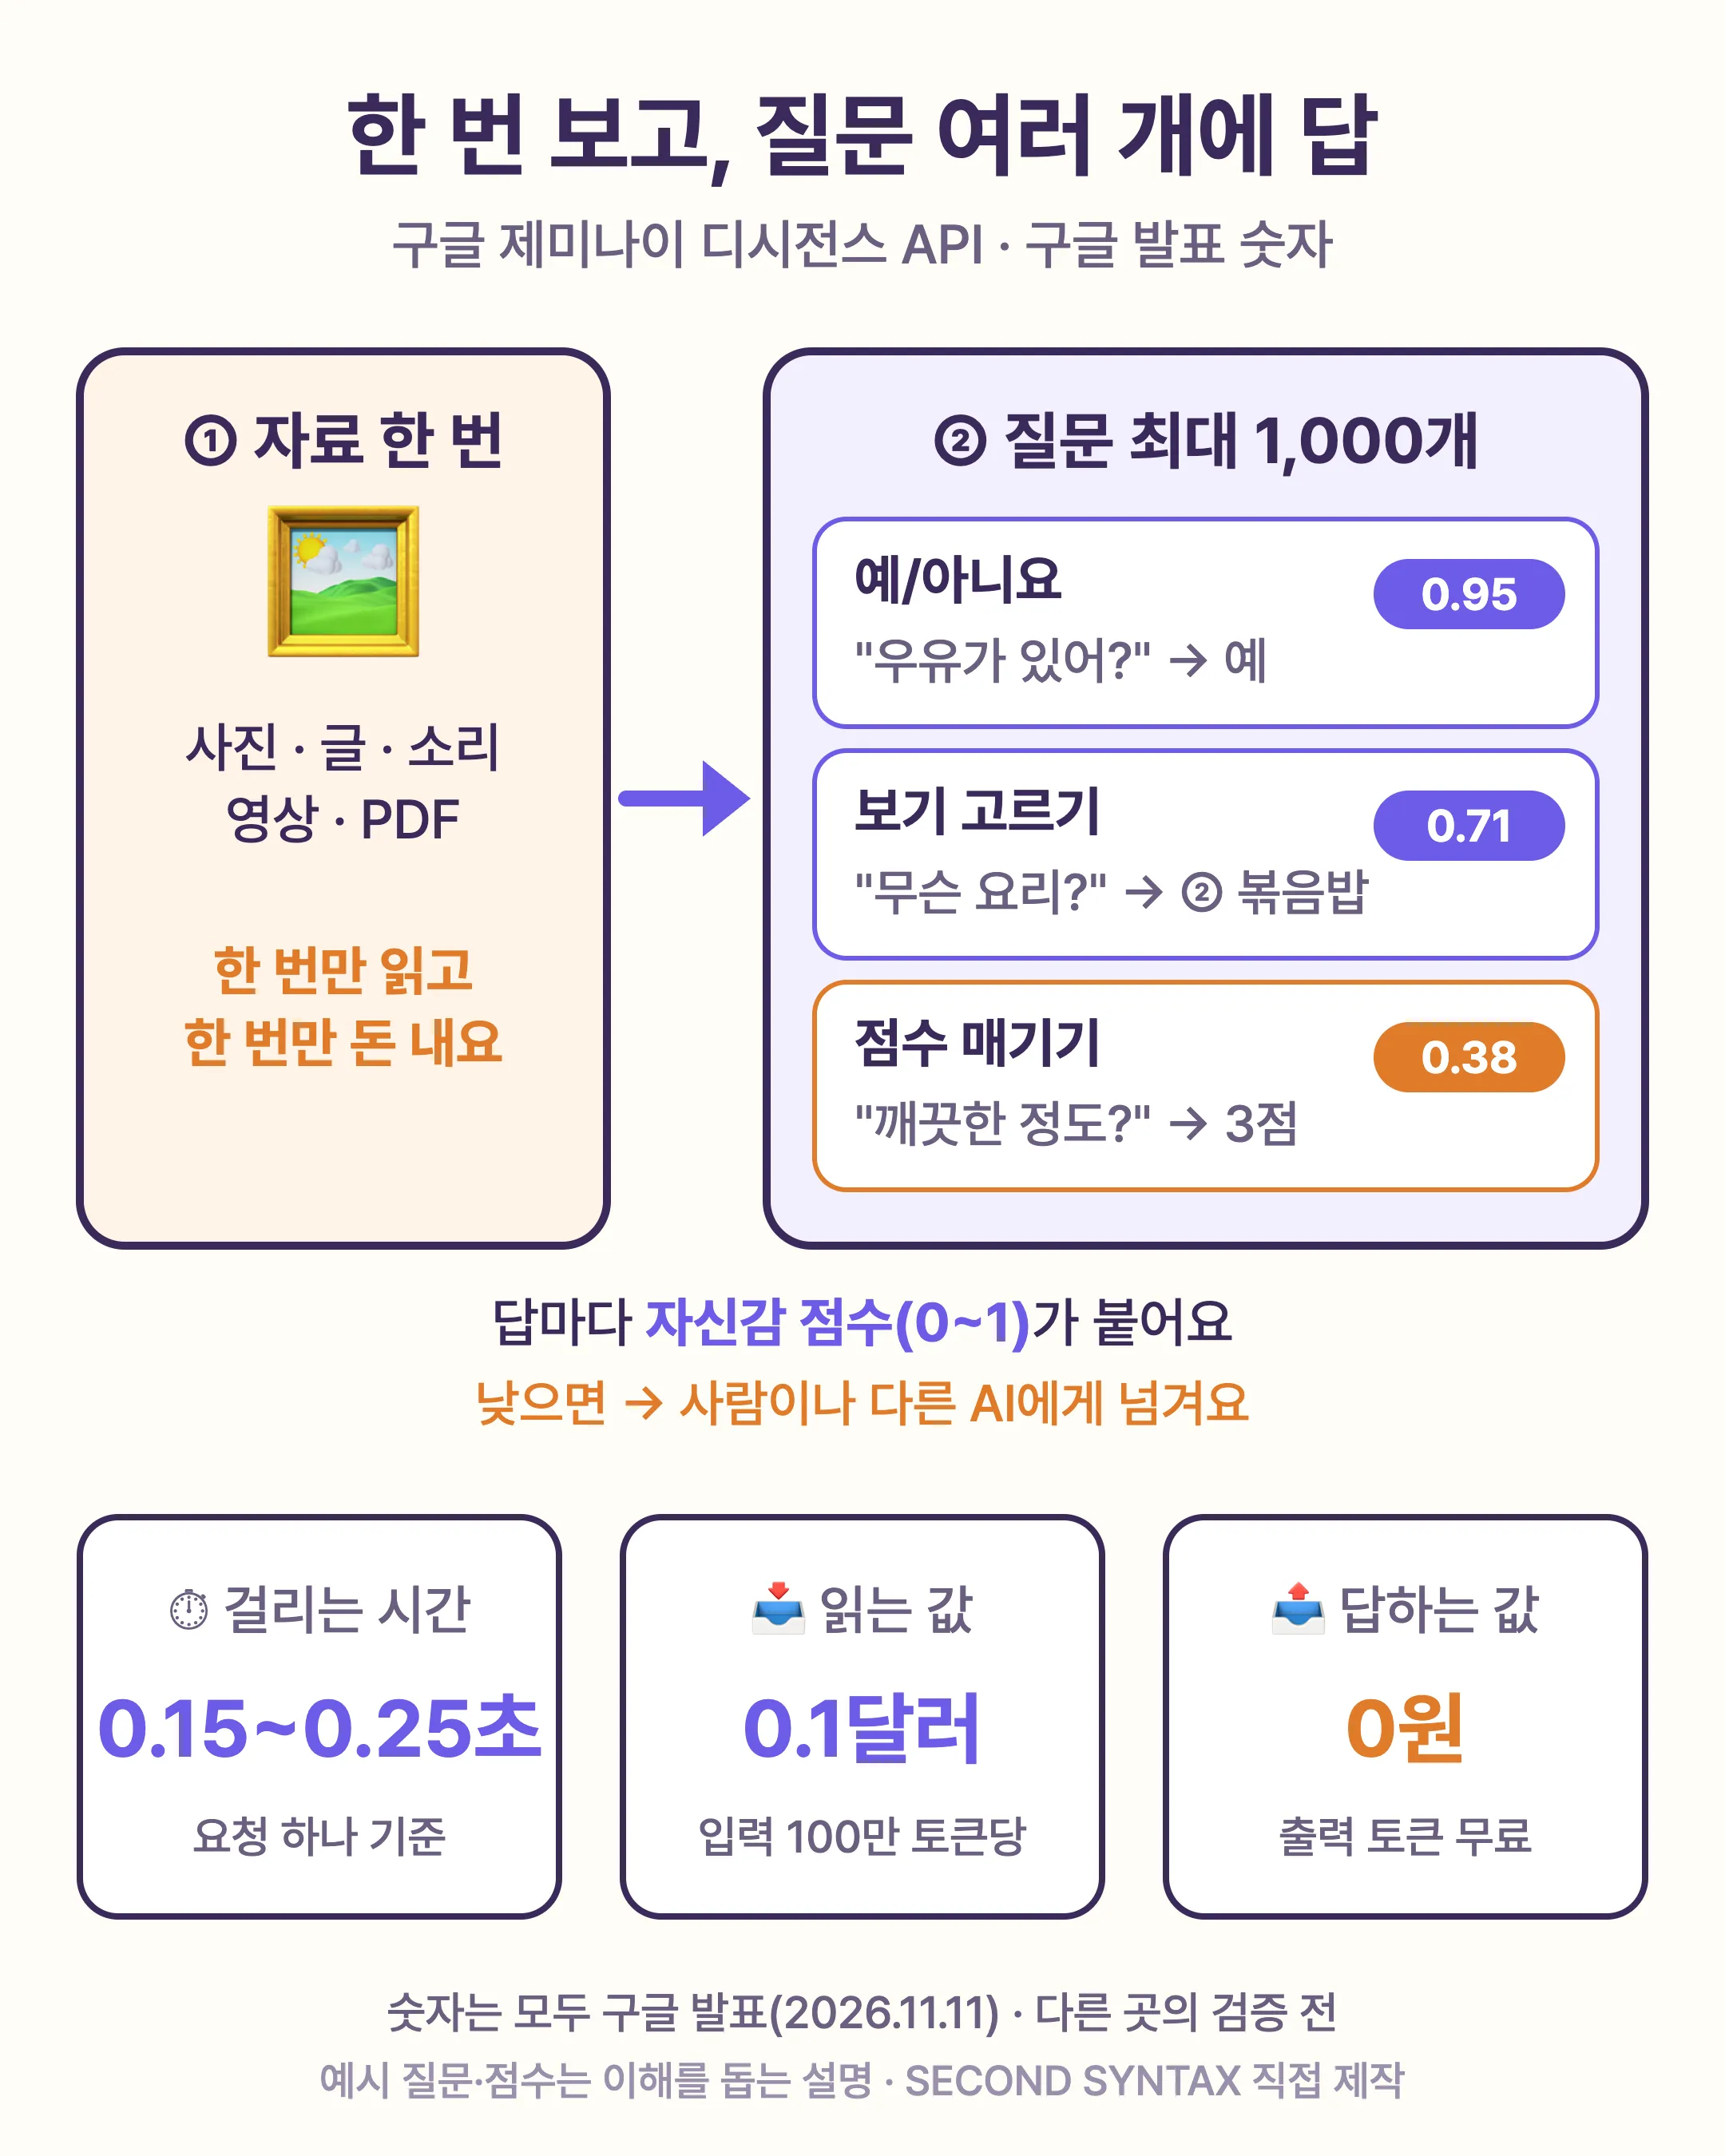 한 번 보고, 질문 여러 개에 답
구글 제미나이 디시전스 API · 구글 발표 숫자
① 자료 한 번
사진 · 글 · 소리
영상 · PDF
한 번만 읽고
한 번만 돈 내요
② 질문 최대 1,000개
예/아니요
0.95
"우유가 있어?" → 예
보기 고르기
0.71
"무슨 요리?" → ② 볶음밥
점수 매기기
0.38
"깨끗한 정도?" → 3점
답마다 자신감 점수(0~1)가 붙어요
낮으면 → 사람이나 다른 AI에게 넘겨요
⏱ 걸리는 시간
0.15~0.25초
요청 하나 기준
📥 읽는 값
0.1달러
입력 100만 토큰당
📤 답하는 값
0원
출력 토큰 무료
숫자는 모두 구글 발표(2026.11.11) · 다른 곳의 검증 전
예시 질문·점수는 이해를 돕는 설명 · SECOND SYNTAX 직접 제작